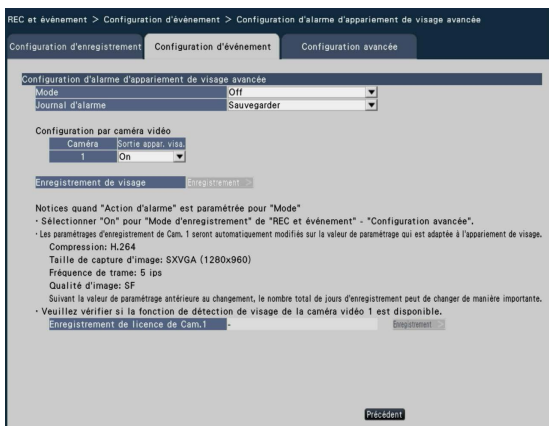 REC et événement > Configuration d'événement > Configuration d'alarme d'appariement de visage avancée
Configuration d'enregistrement Configuration d'événement Configuration avancée
Configuration d'alarme d'appariement de visage avancée
Mode Off
Journal d'alarme Sauvegarder
Configuration par caméra vidéo
Caméra Sortie appar. visa.
1 On
Enregistrement de visage Enregistrement >
Notices quand "Action d'alarme" est paramétrée pour "Mode"
· Sélectionner "On" pour "Mode d'enregistrement" de "REC et événement" - "Configuration avancée".
· Les paramétrages d'enregistrement de Cam. 1 seront automatiquement modifiés sur la valeur de paramétrage qui est adaptée à l'appariement de visage.
Compression: H.264
Taille de capture d'image: SXVGA (1280x960)
Fréquence de trame: 5 ips
Qualité d'image: SF
Suivant la valeur de paramétrage antérieure au changement, le nombre total de jours d'enregistrement peut de changer de manière importante.
· Veuillez vérifier si la fonction de détection de visage de la caméra vidéo 1 est disponible.
Enregistrement de licence de Cam.1 - Enregistrement >
Précédent